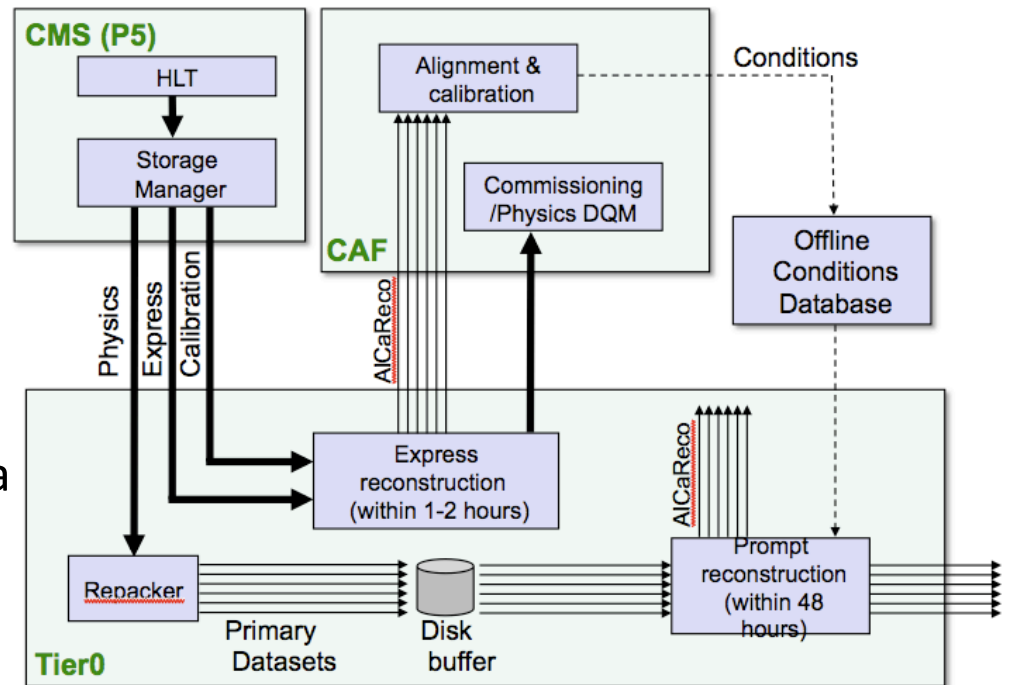 CMS (P5)
HLT
Storage
Manager
Physics
Express
Calibration
Alignment &
calibration
Commissioning
/Physics DQM
CAF
Conditions
Offline
Conditions
Database
AlCaReco
a
Express
reconstruction
(within 1-2 hours)
AlCaReco
Repacker
Primary
Datasets
Disk
buffer
Prompt
reconstruction
(within 48
hours)
Tier0